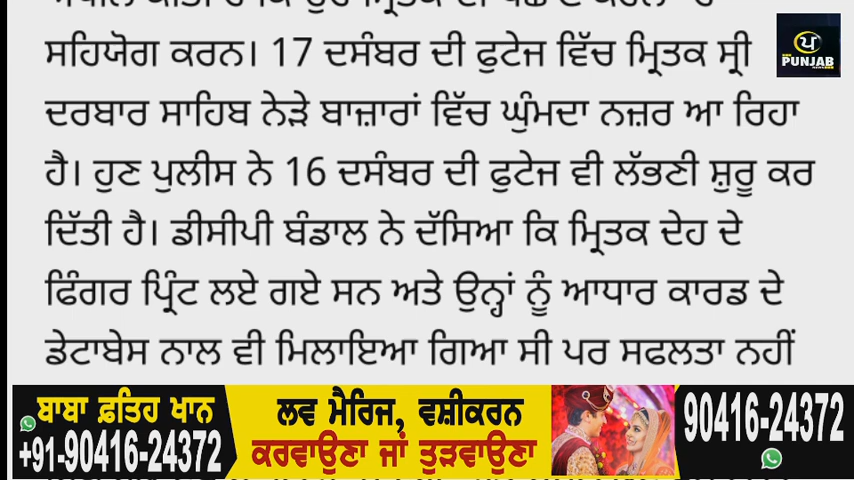 ਸਹਿਯੋਗ ਕਰਨ। 17 ਦਸੰਬਰ ਦੀ ਫੁਟੇਜ ਵਿੱਚ ਮ੍ਰਿਤਕ ਸ੍ਰੀ
ਦਰਬਾਰ ਸਾਹਿਬ ਨੇੜੇ ਬਾਜ਼ਾਰਾਂ ਵਿੱਚ ਘੁੰਮਦਾ ਨਜ਼ਰ ਆ ਰਿਹਾ
ਹੈ। ਹੁਣ ਪੁਲੀਸ ਨੇ 16 ਦਸੰਬਰ ਦੀ ਫੁਟੇਜ ਵੀ ਲੱਭਣੀ ਸ਼ੁਰੂ ਕਰ
ਦਿੱਤੀ ਹੈ। ਡੀਸੀਪੀ ਬੰਡਾਲ ਨੇ ਦੱਸਿਆ ਕਿ ਮ੍ਰਿਤਕ ਦੇਹ ਦੇ
ਫਿੰਗਰ ਪ੍ਰਿੰਟ ਲਏ ਗਏ ਸਨ ਅਤੇ ਉਨ੍ਹਾਂ ਨੂੰ ਆਧਾਰ ਕਾਰਡ ਦੇ
ਡੇਟਾਬੇਸ ਨਾਲ ਵੀ ਮਿਲਾਇਆ ਗਿਆ ਸੀ ਪਰ ਸਫਲਤਾ ਨਹੀਂ
ਪ
PUNJAB
ਬਾਬਾ ਫ਼ਤਿਹ ਖਾਨ
+91-90416-24372
ਲਵ ਮੈਰਿਜ, ਵਸ਼ੀਕਰਨ
ਕਰਵਾਉਣਾ ਜਾਂ ਤੁੜਵਾਉਣਾ
90416-24372